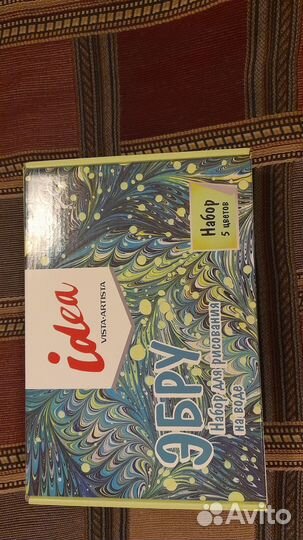 idea
VISTA-ARTISTA
Набор
5 цветов
ЭБРУ
Набор для рисования
на воде
Avito